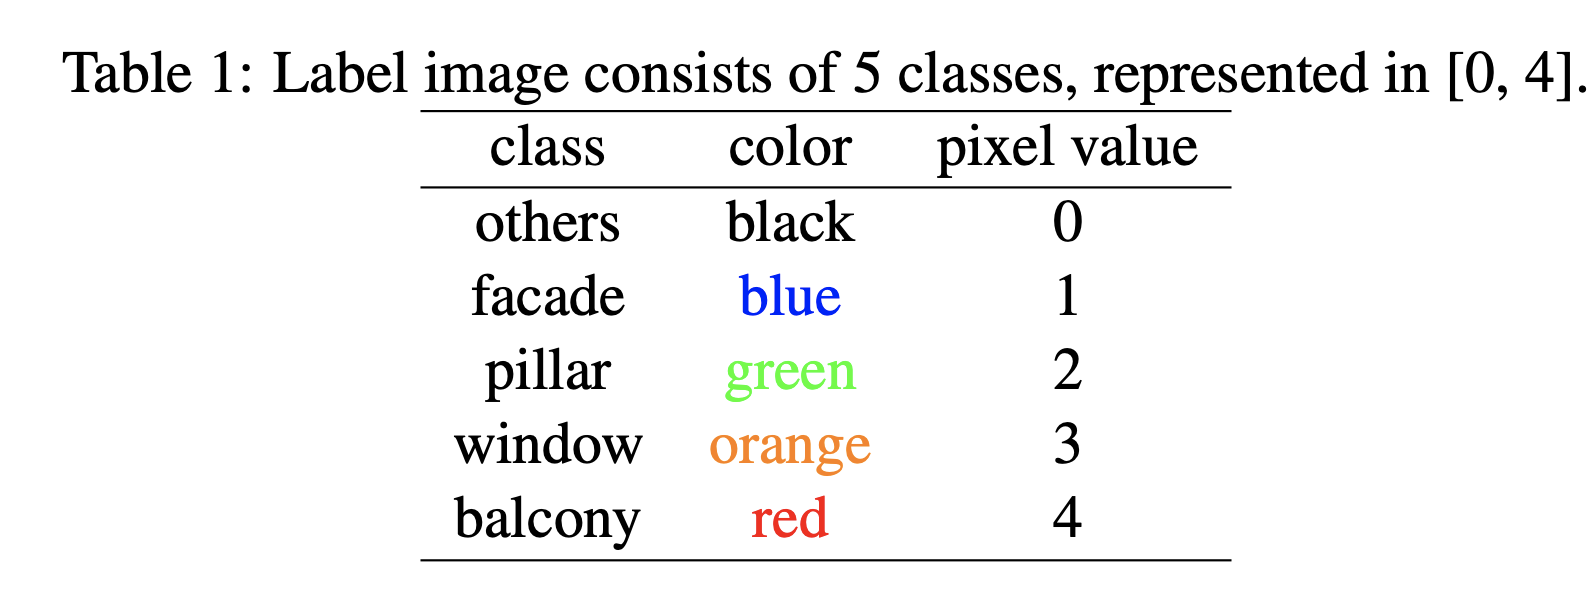 Table 1: Label image consists of 5 classes, represented in [0, 4].
class color pixel value
others black 0
facade blue 1
pillar green 2
window orange 3
balcony red 4